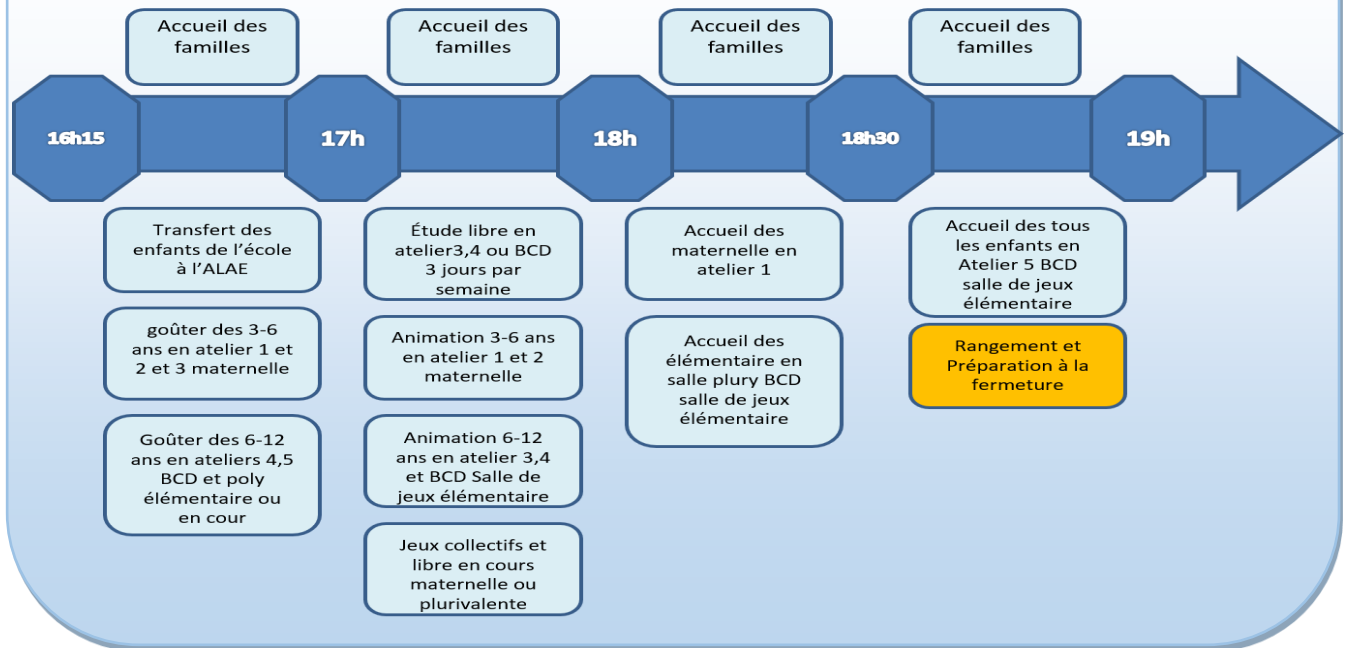 Accueil des
familles
Accueil des
familles
Accueil des
familles
Accueil des
familles
16h15
17h
18h
18h30
19h
Transfert des
enfants de l'école
à l'ALAE
goûter des 3-6
ans en atelier 1 et
2 et 3 maternelle
Goûter des 6-12
ans en ateliers 4,5
BCD et poly
élémentaire ou
en cour
Étude libre en
atelier3,4 ou BCD
3 jours par
semaine
Animation 3-6 ans
en atelier 1 et 2
maternelle
Animation 6-12
ans en atelier 3,4
et BCD Salle de
jeux élémentaire
Jeux collectifs et
libre en cours
maternelle ou
plurivalente
Accueil des
maternelle en
atelier 1
Accueil des
élémentaire en
salle plury BCD
salle de jeux
élémentaire
Accueil des tous
les enfants en
Atelier 5 BCD
salle de jeux
élémentaire
Rangement et
Préparation à la
fermeture